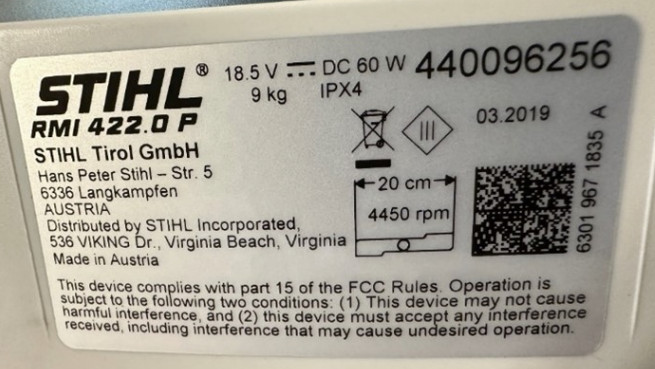 STIHL®
RMI 422.0 P
18.5 V ⎓ DC 60 W
9 kg IPX4
440096256
STIHL Tirol GmbH
Hans Peter Stihl – Str. 5
6336 Langkampfen
AUSTRIA
Distributed by STIHL Incorporated,
536 VIKING Dr., Virginia Beach, Virginia
Made in Austria
III
03.2019
20 cm
4450 rpm
6301 967 1835 A
This device complies with part 15 of the FCC Rules. Operation is
subject to the following two conditions: (1) This device may not cause
harmful interference, and (2) this device must accept any interference
received, including interference that may cause undesired operation.